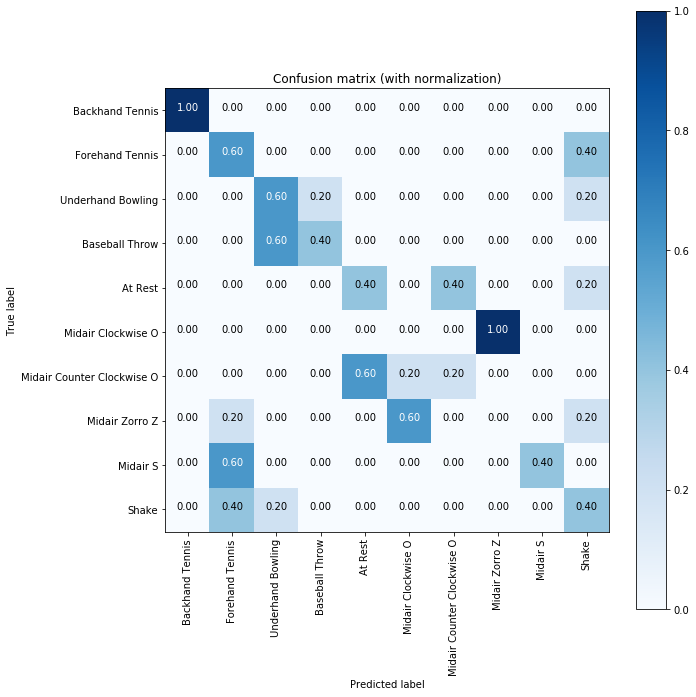 Confusion matrix (with normalization)
True label
Backhand Tennis 1.00 0.00 0.00 0.00 0.00 0.00 0.00 0.00 0.00 0.00
Forehand Tennis 0.00 0.60 0.00 0.00 0.00 0.00 0.00 0.00 0.00 0.40
Underhand Bowling 0.00 0.00 0.60 0.20 0.00 0.00 0.00 0.00 0.00 0.20
Baseball Throw 0.00 0.00 0.60 0.40 0.00 0.00 0.00 0.00 0.00 0.00
At Rest 0.00 0.00 0.00 0.00 0.40 0.00 0.40 0.00 0.00 0.20
Midair Clockwise O 0.00 0.00 0.00 0.00 0.00 0.00 0.00 1.00 0.00 0.00
Midair Counter Clockwise O 0.00 0.00 0.00 0.00 0.60 0.20 0.20 0.00 0.00 0.00
Midair Zorro Z 0.00 0.20 0.00 0.00 0.00 0.60 0.00 0.00 0.00 0.20
Midair S 0.00 0.60 0.00 0.00 0.00 0.00 0.00 0.00 0.40 0.00
Shake 0.00 0.40 0.20 0.00 0.00 0.00 0.00 0.00 0.00 0.40
Backhand Tennis
Forehand Tennis
Underhand Bowling
Baseball Throw
At Rest
Midair Clockwise O
Midair Counter Clockwise O
Midair Zorro Z
Midair S
Shake
Predicted label
1.0
0.8
0.6
0.4
0.2
0.0